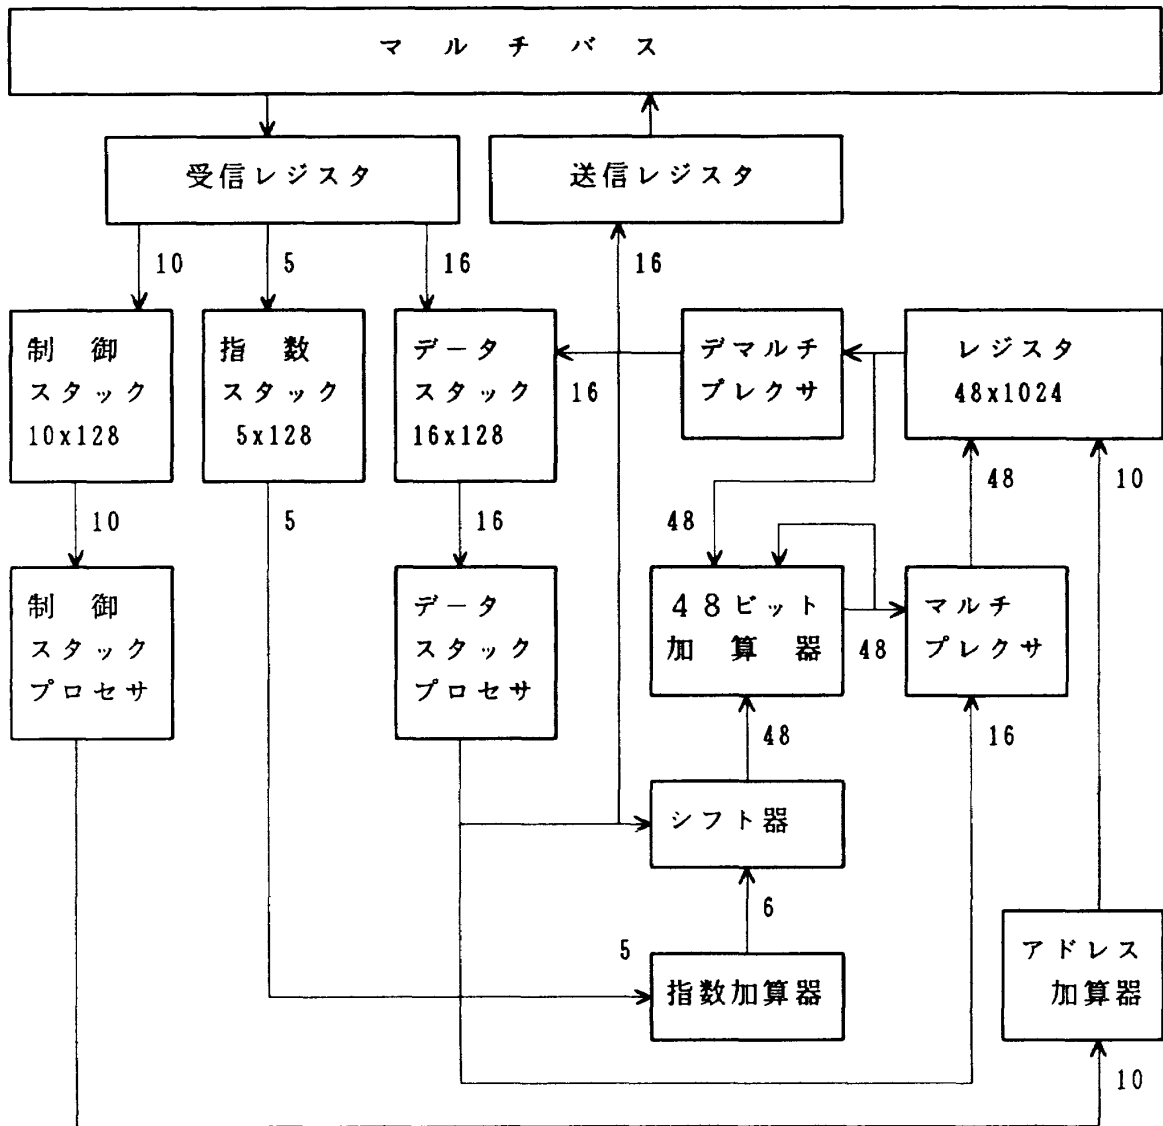 マルチバス
受信レジスタ
送信レジスタ
10
5
16
16
制御
スタック
10x128
指数
スタック
5x128
データ
スタック
16x128
16
デマルチ
プレクサ
レジスタ
48x1024
10
5
16
48
48
10
制御
スタック
プロセサ
データ
スタック
プロセサ
48ビット
加算器
48
マルチ
プレクサ
48
16
シフト器
6
5
指数加算器
アドレス
加算器
10